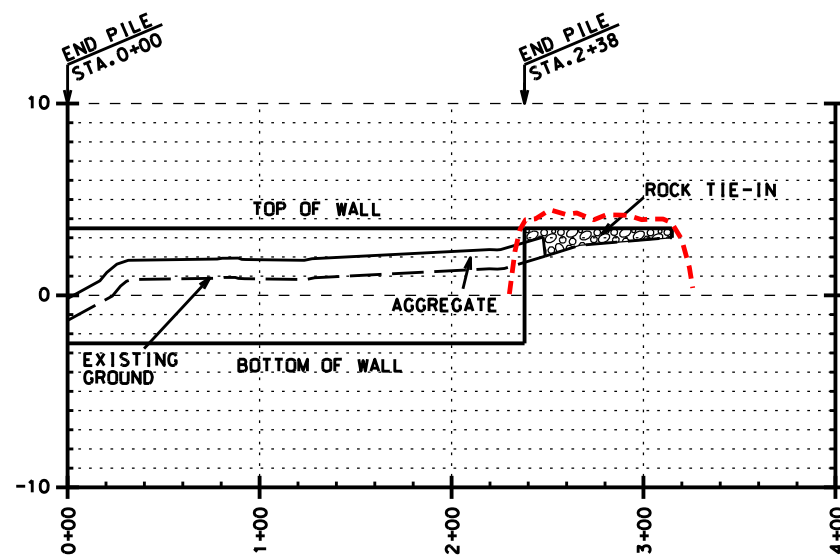 END PILE
STA.0+00
END PILE
STA.2+38
10
ROCK TIE-IN
TOP OF WALL
0
AGGREGATE
EXISTING
GROUND
BOTTOM OF WALL
-10
0+00
1+00
2+00
3+00
4+00